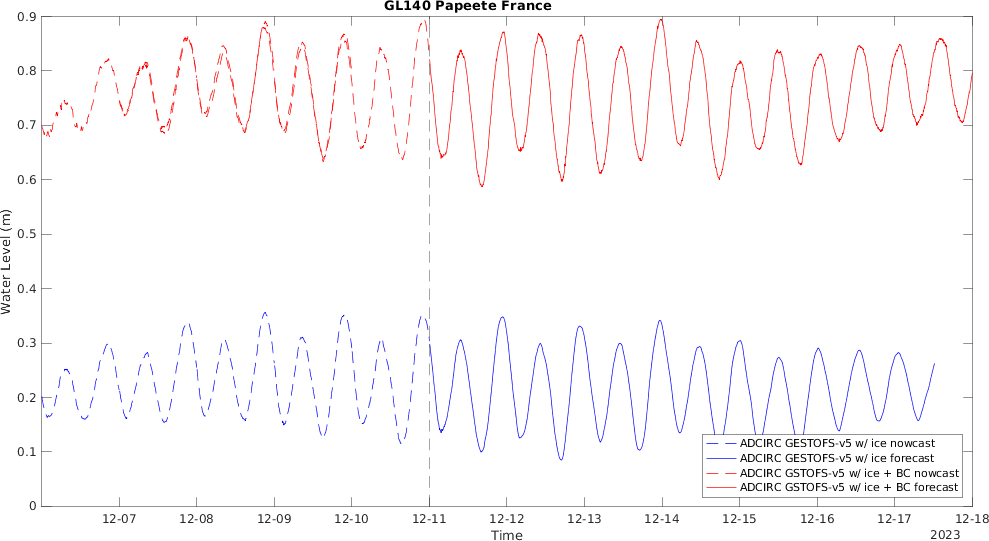 GL140 Papeete France
0.9
0.8
0.7
0.6
0.5
0.4
0.3
0.2
0.1
0
Water Level (m)
12-07 12-08 12-09 12-10 12-11 12-12 12-13 12-14 12-15 12-16 12-17 12-18
Time 2023
ADCIRC GESTOFS-v5 w/ ice nowcast
ADCIRC GESTOFS-v5 w/ ice forecast
ADCIRC GSTOFS-v5 w/ ice + BC nowcast
ADCIRC GSTOFS-v5 w/ ice + BC forecast